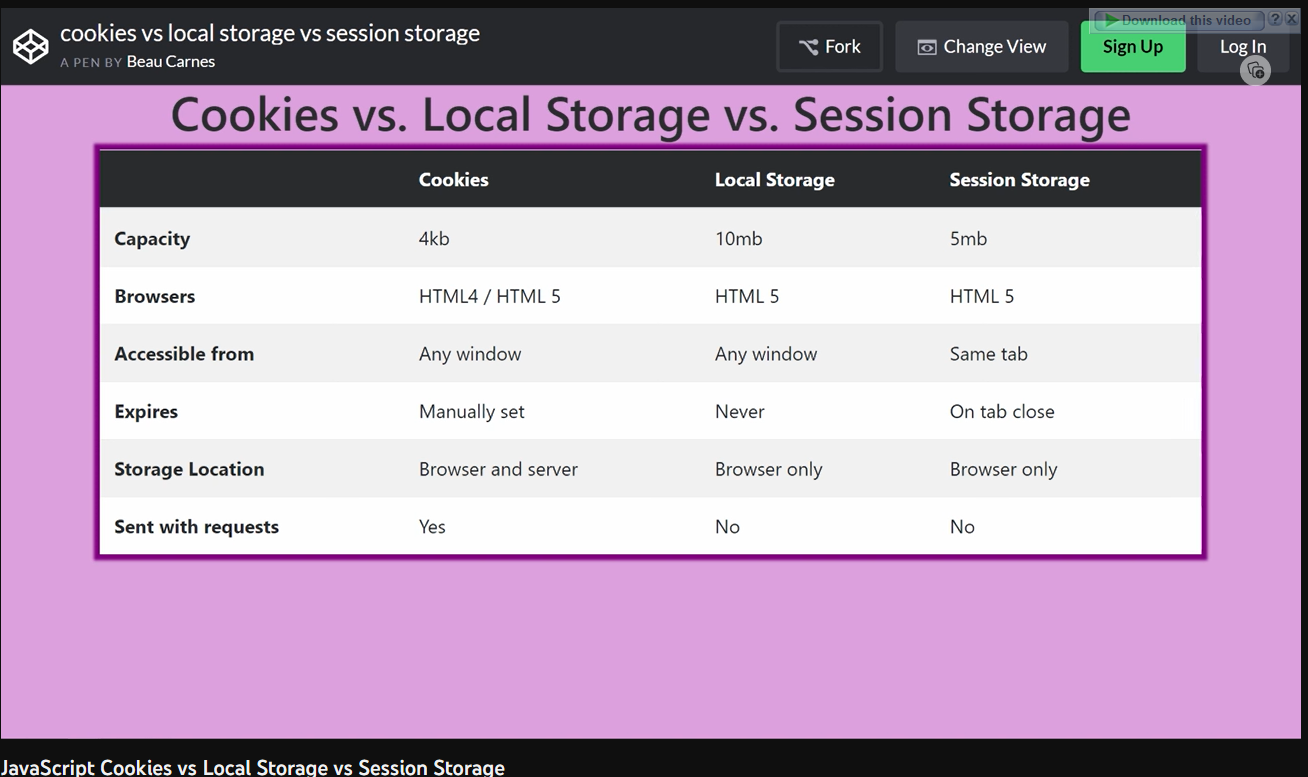 cookies vs local storage vs session storage
A PEN BY Beau Carnes
Fork
Change View
Sign Up
Log In
Download this video
?
X
Cookies vs. Local Storage vs. Session Storage
Cookies Local Storage Session Storage
Capacity 4kb 10mb 5mb
Browsers HTML4 / HTML 5 HTML 5 HTML 5
Accessible from Any window Any window Same tab
Expires Manually set Never On tab close
Storage Location Browser and server Browser only Browser only
Sent with requests Yes No No
JavaScript Cookies vs Local Storage vs Session Storage